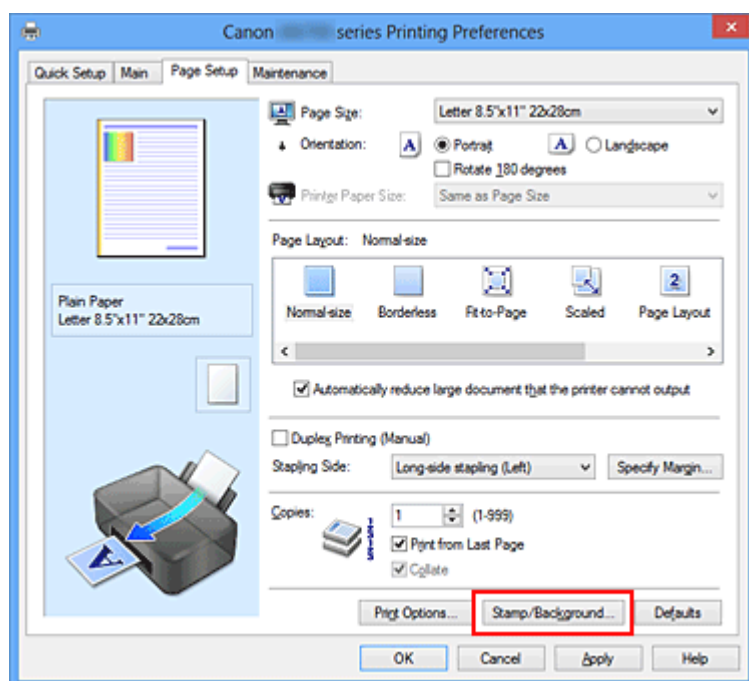 Canon series Printing Preferences
Quick Setup Main Page Setup Maintenance
Page Size: Letter 8.5"x11" 22x28cm
Orientation: A Portrait A Landscape
Rotate 180 degrees
Printer Paper Size: Same as Page Size
Page Layout: Normal-size
2
Normal-size Borderless Fit-to-Page Scaled Page Layout
Plain Paper
Letter 8.5"x11" 22x28cm
Automatically reduce large document that the printer cannot output
Duplex Printing (Manual)
Stapling Side: Long-side stapling (Left) Specify Margin...
Copies: 1 (1-999)
Print from Last Page
Collate
A
Print Options... Stamp/Background... Defaults
OK Cancel Apply Help